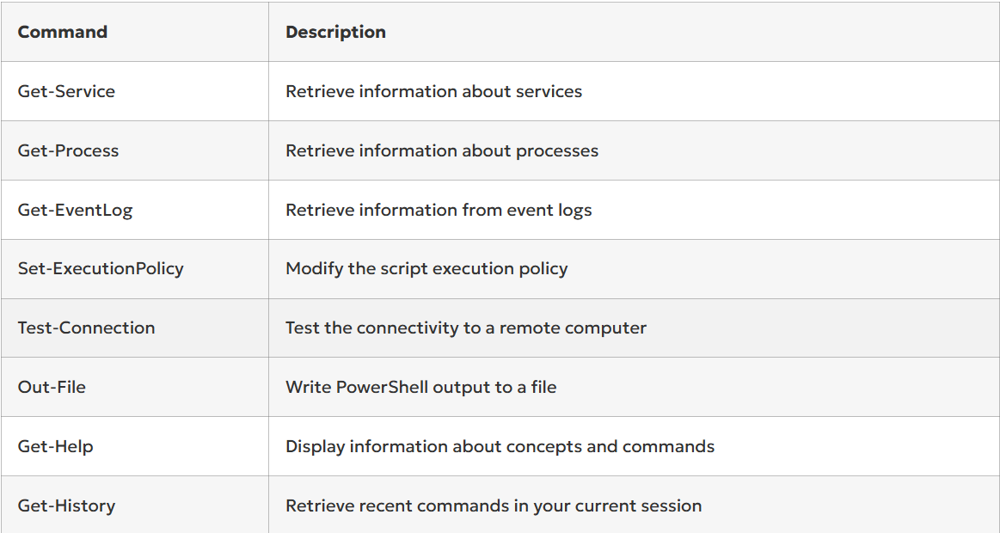 Command Description
Get-Service Retrieve information about services
Get-Process Retrieve information about processes
Get-EventLog Retrieve information from event logs
Set-ExecutionPolicy Modify the script execution policy
Test-Connection Test the connectivity to a remote computer
Out-File Write PowerShell output to a file
Get-Help Display information about concepts and commands
Get-History Retrieve recent commands in your current session